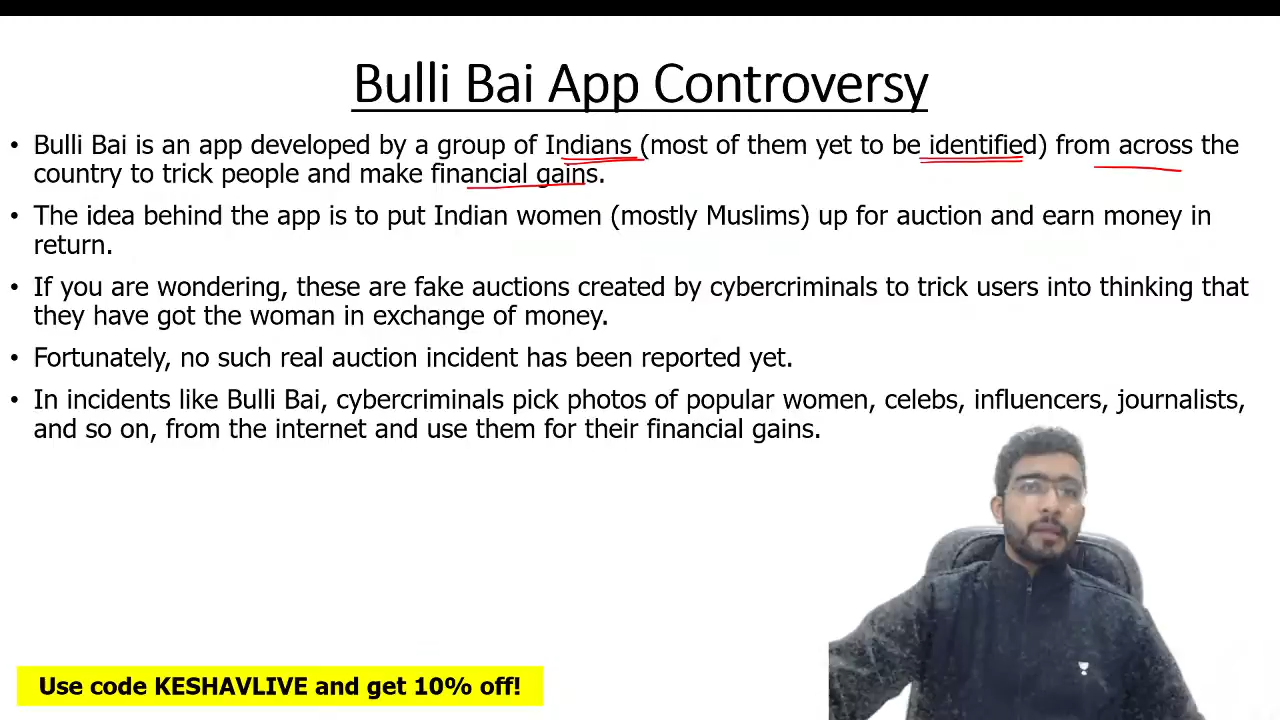 Bulli Bai App Controversy
• Bulli Bai is an app developed by a group of Indians (most of them yet to be identified) from across the
country to trick people and make financial gains.
• The idea behind the app is to put Indian women (mostly Muslims) up for auction and earn money in
return.
• If you are wondering, these are fake auctions created by cybercriminals to trick users into thinking that
they have got the woman in exchange of money.
• Fortunately, no such real auction incident has been reported yet.
• In incidents like Bulli Bai, cybercriminals pick photos of popular women, celebs, influencers, journalists,
and so on, from the internet and use them for their financial gains.
Use code KESHAVLIVE and get 10% off!